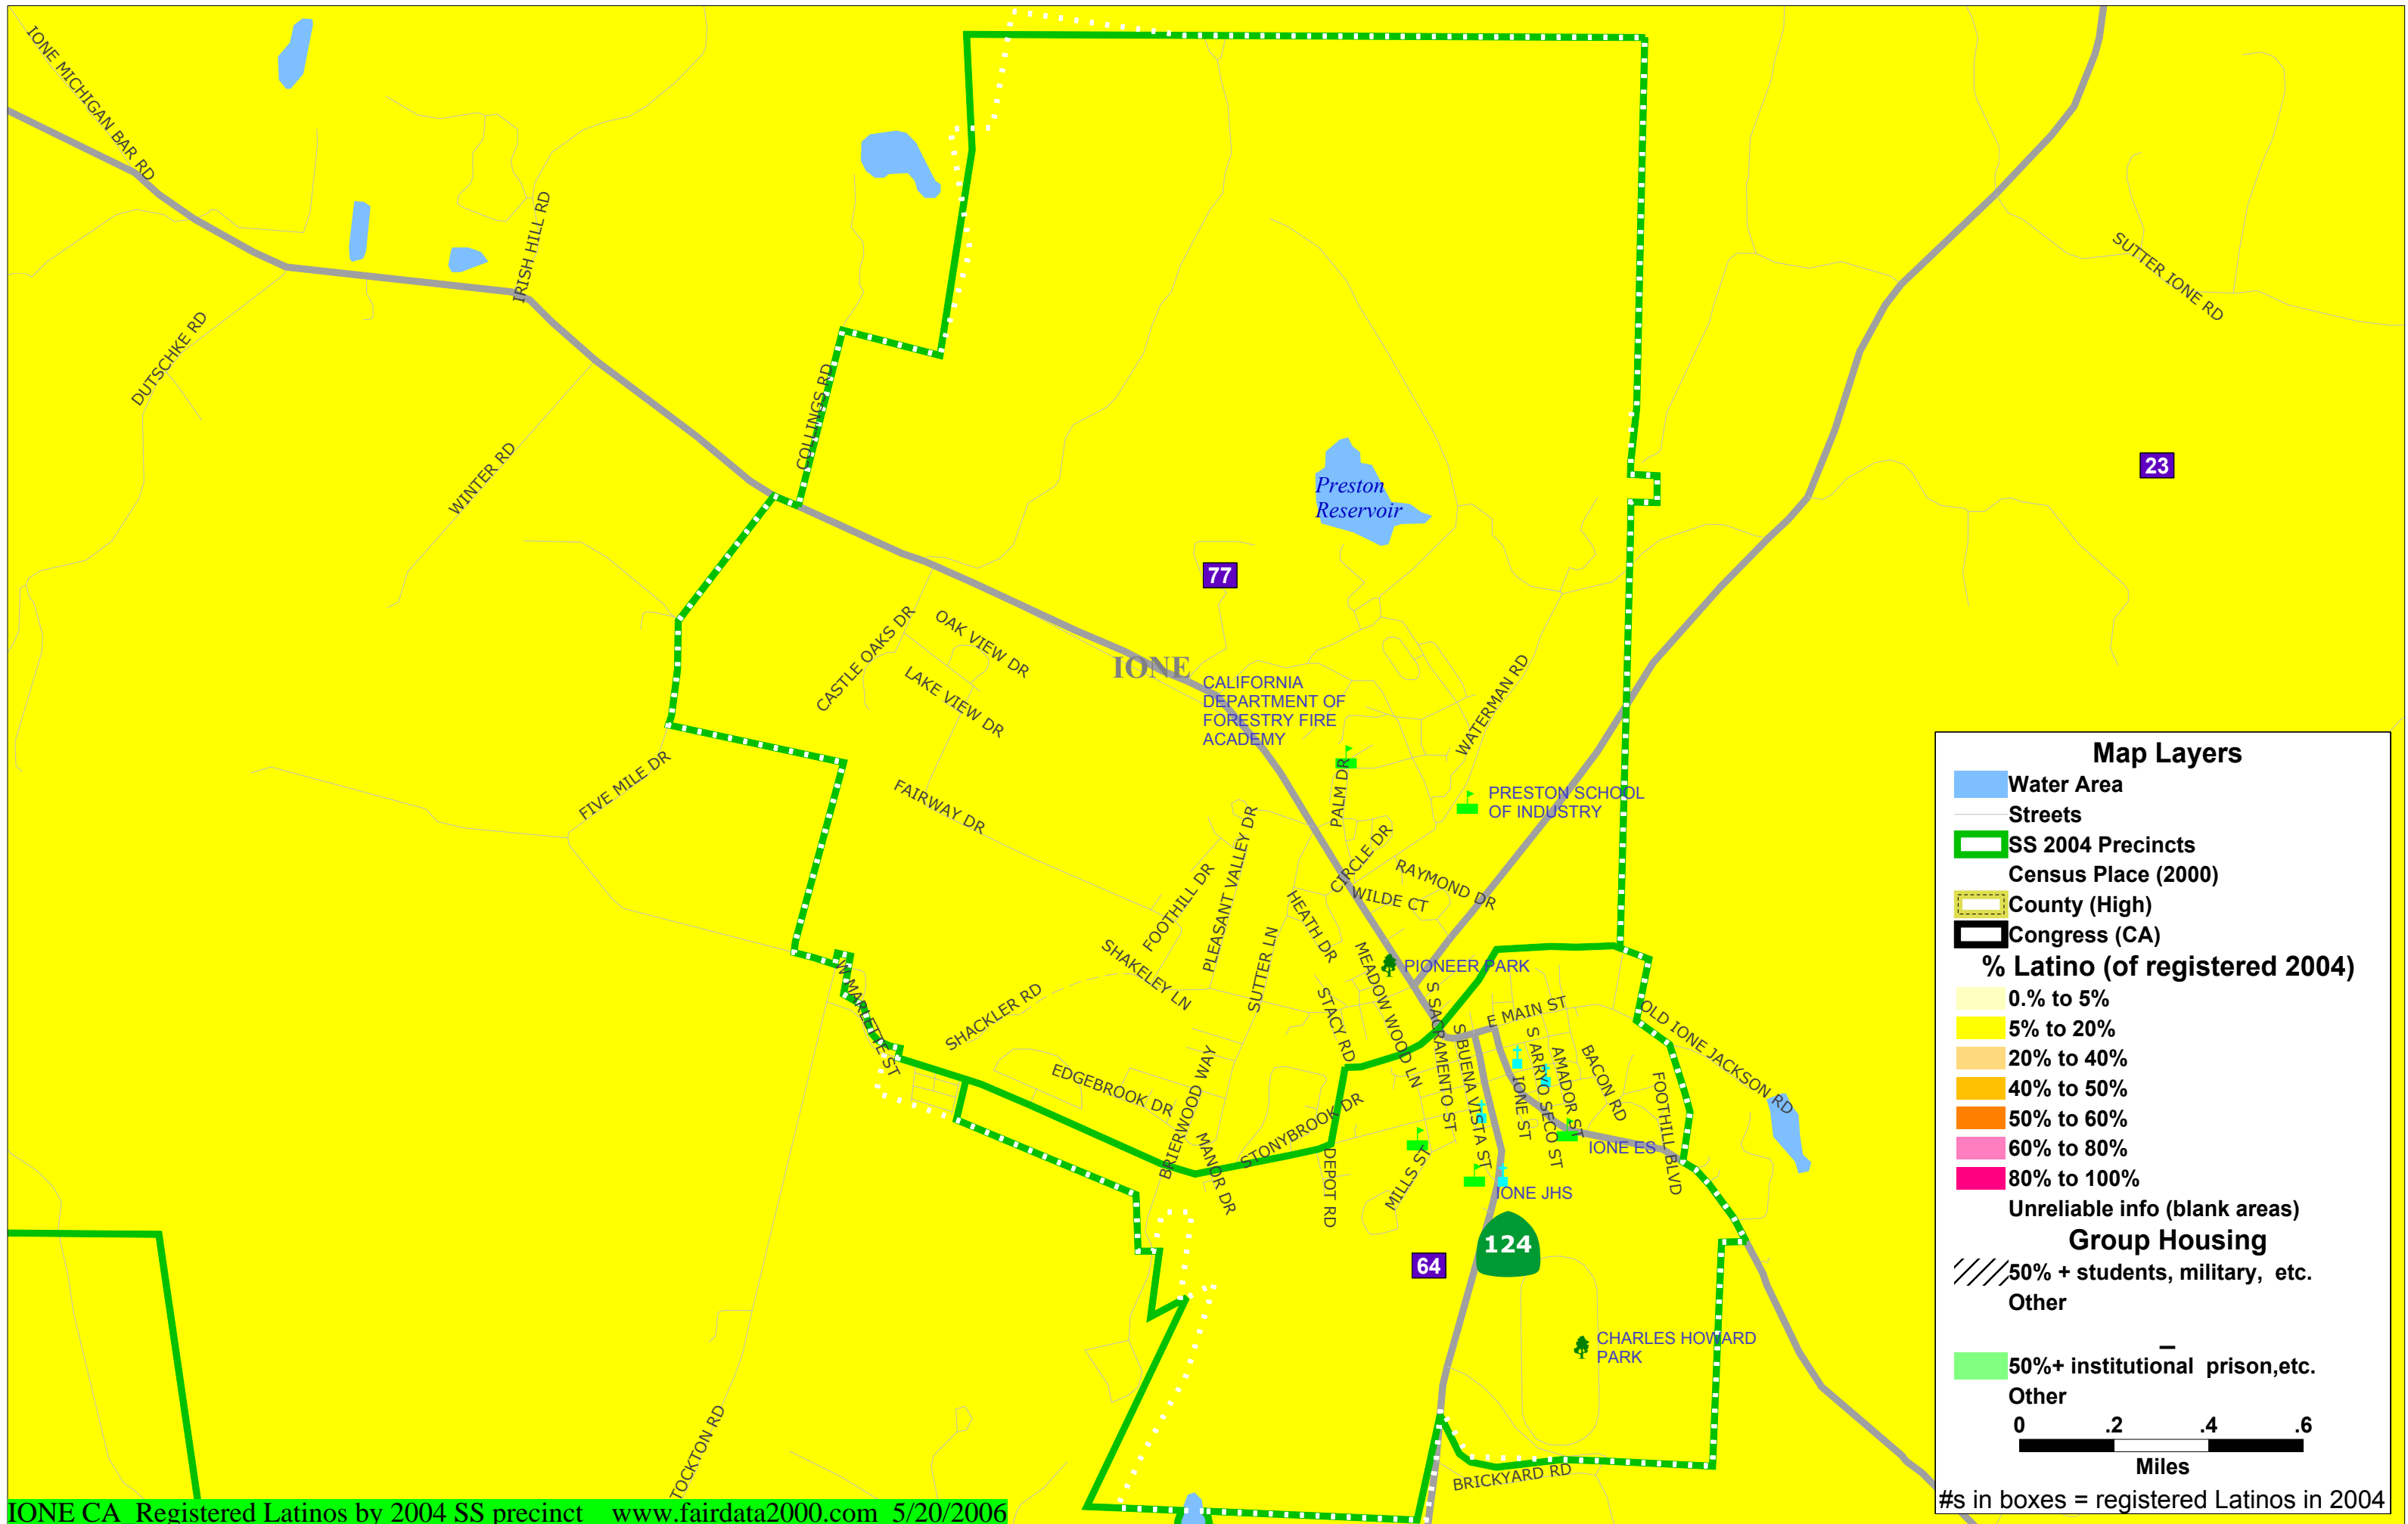 IONE MICHIGAN BAR RD
IRISH HILL RD
SUTTER IONE RD
DUTSCHKE RD
COLLINGS RD
WINTER RD
23
Preston
Reservoir
77
OAK VIEW DR
CASTLE OAKS DR
IONE
LAKE VIEW DR
CALIFORNIA
DEPARTMENT OF
FORESTRY FIRE
ACADEMY
WATERMAN RD
FIVE MILE DR
FAIRWAY DR
PALM DR
PRESTON SCHOOL
OF INDUSTRY
PLEASANT VALLEY DR
CIRCLE DR
RAYMOND DR
WILDE CT
FOOTHILL DR
HEATH DR
SHAKELEY LN
SUTTER LN
MEADOW WOOD LN
PIONEER PARK
W MARLETTE ST
SHACKLER RD
STACY RD
S SACRAMENTO ST
E MAIN ST
OLD IONE JACKSON RD
S BUENA VISTA ST
S ARRYO SECO ST
AMADOR ST
BACON RD
IONE ST
FOOTHILL BLVD
EDGEBROOK DR
BRIERWOOD WAY
STONYBROOK DR
MANOR DR
DEPOT RD
MILLS ST
IONE ES
IONE JHS
124
64
CHARLES HOWARD
PARK
TOCKTON RD
BRICKYARD RD
Map Layers
Water Area
Streets
SS 2004 Precincts
Census Place (2000)
County (High)
Congress (CA)
% Latino (of registered 2004)
0.% to 5%
5% to 20%
20% to 40%
40% to 50%
50% to 60%
60% to 80%
80% to 100%
Unreliable info (blank areas)
Group Housing
50% + students, military, etc.
Other
50%+ institutional prison,etc.
Other
0 .2 .4 .6
Miles
#s in boxes = registered Latinos in 2004
IONE CA Registered Latinos by 2004 SS precinct www.fairdata2000.com 5/20/2006